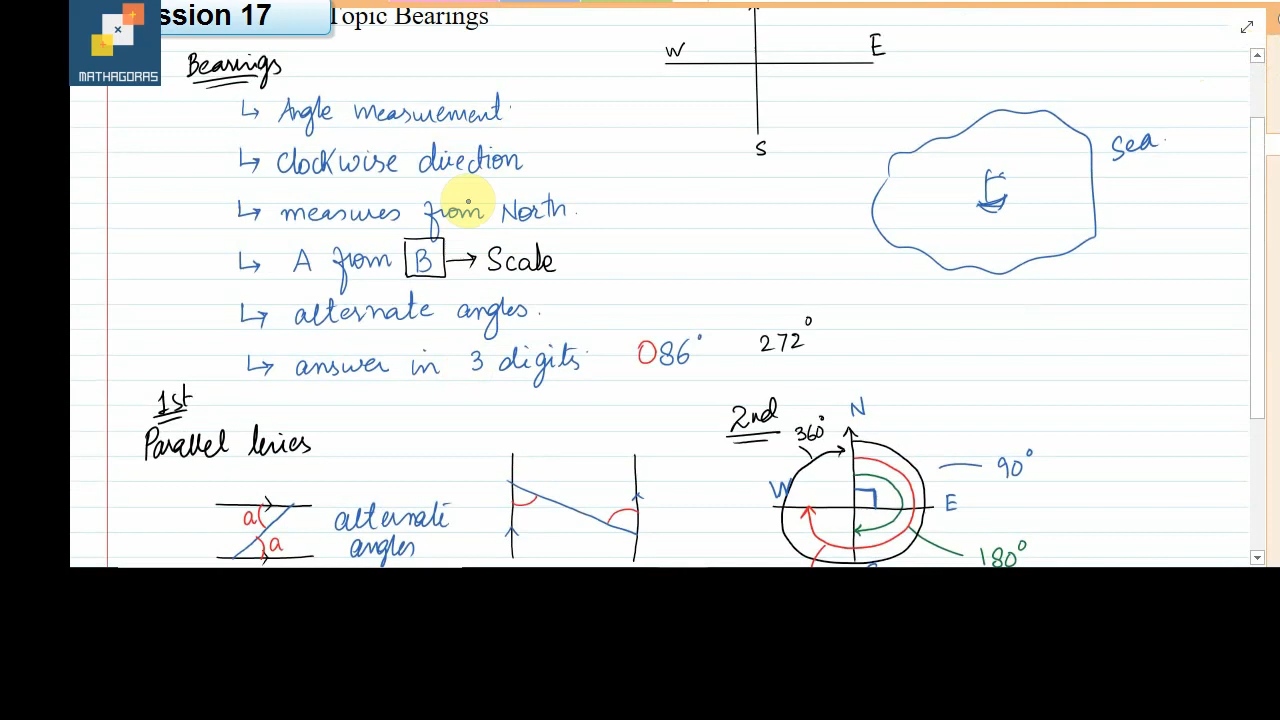 ssion 17
Topic Bearings
MATHAGORAS
W E
S
Bearings
↳ Angle measurement.
↳ Clockwise direction
↳ measures from North.
↳ A from B → Scale
↳ alternate angles.
↳ answer in 3 digits. 086° 272°
sea.
1st
Parallel lines
a
a
alternate
angles
2nd
360°
N
W
E
90°
180°